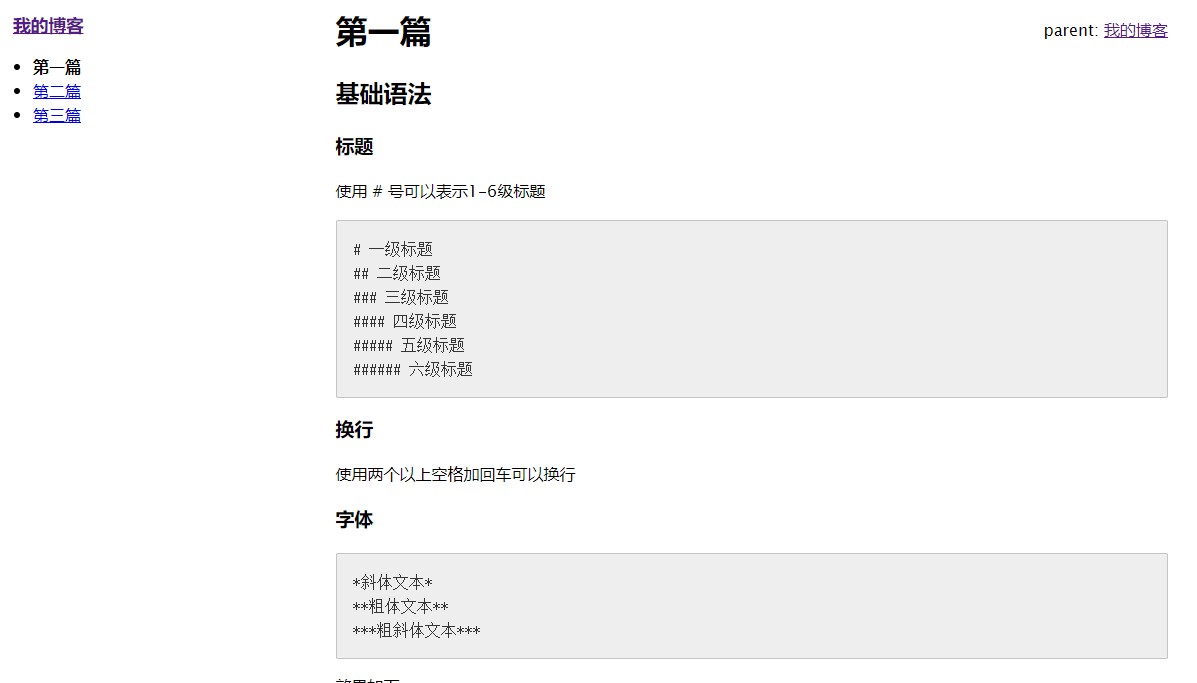 我的博客
第一篇
第二篇
第三篇
parent: 我的博客
第一篇
基础语法
标题
使用 # 号可以表示1-6级标题
# 一级标题
## 二级标题
### 三级标题
#### 四级标题
##### 五级标题
###### 六级标题
换行
使用两个以上空格加回车可以换行
字体
*斜体文本*
**粗体文本**
***粗斜体文本***